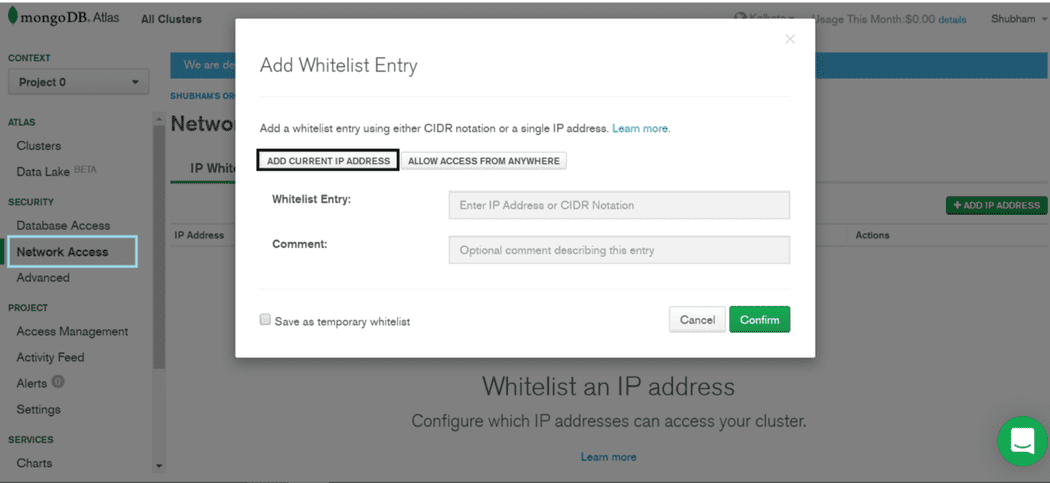 mongoDB. Atlas All Clusters
Usage This Month:$0.00 details Shubham
CONTEXT
Project 0
We are de
SHUBHAM'S OR
ATLAS
Clusters
Data Lake BETA
SECURITY
Database Access
Network Access
Advanced
PROJECT
Access Management
Activity Feed
Alerts 0
Settings
SERVICES
Charts
Netwo
IP Whit
+ ADD IP ADDRESS
IP Address
Actions
Add Whitelist Entry
Add a whitelist entry using either CIDR notation or a single IP address. Learn more.
ADD CURRENT IP ADDRESS ALLOW ACCESS FROM ANYWHERE
Whitelist Entry: Enter IP Address or CIDR Notation
Comment: Optional comment describing this entry
Save as temporary whitelist
Cancel Confirm
Whitelist an IP address
Configure which IP addresses can access your cluster.
Learn more